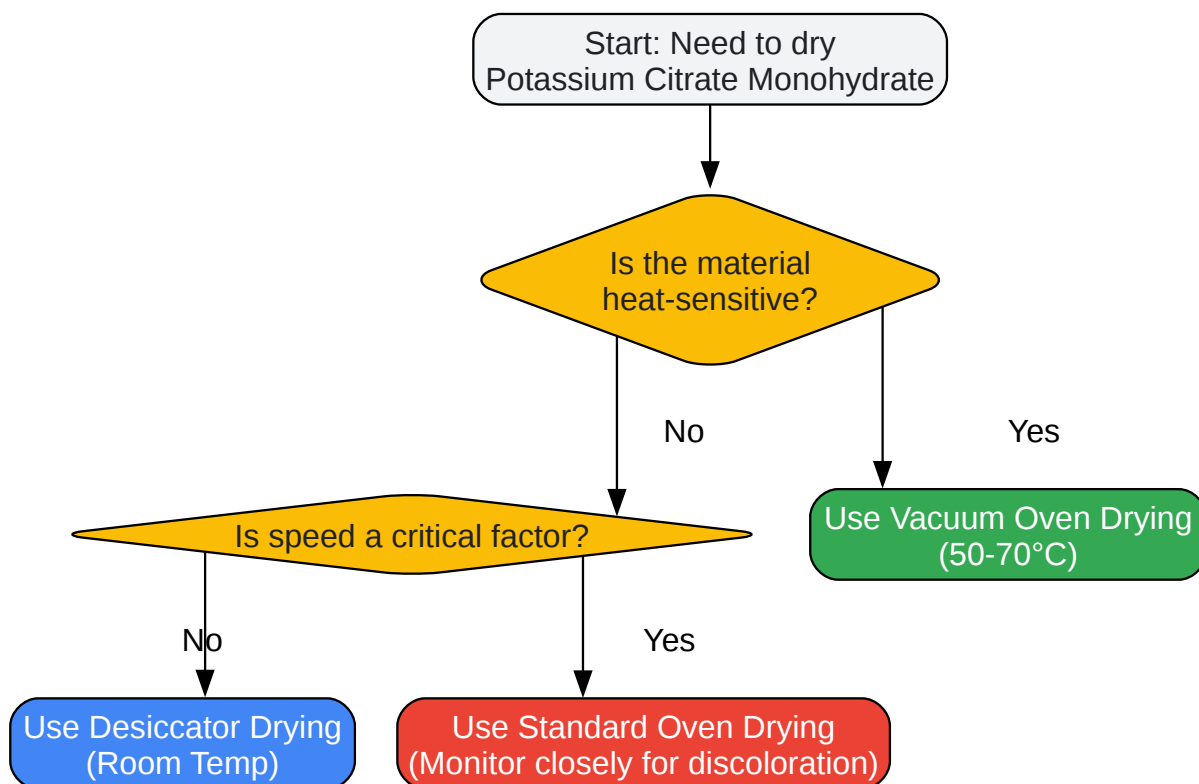 Start: Need to dry
Potassium Citrate Monohydrate
Is the material
heat-sensitive?
No
Yes
Is speed a critical factor?
Use Vacuum Oven Drying
(50-70°C)
No
Yes
Use Desiccator Drying
(Room Temp)
Use Standard Oven Drying
(Monitor closely for discoloration)